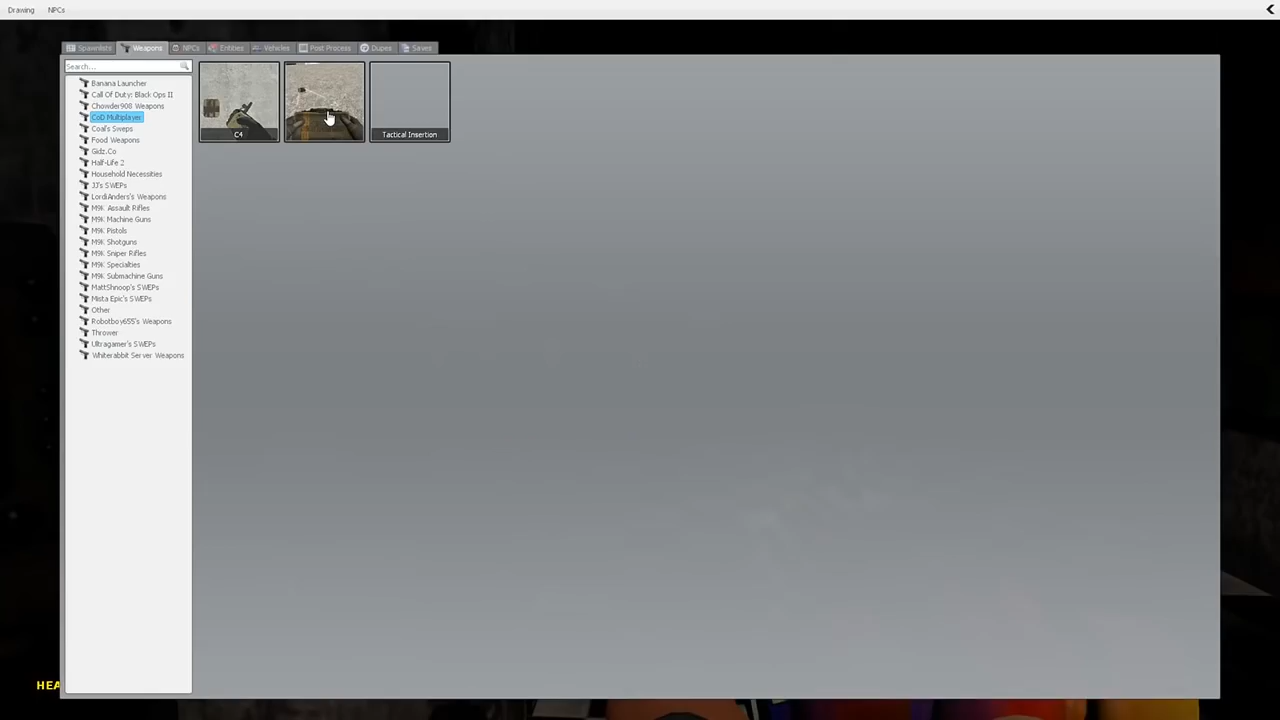 Drawing NPCs
Spawnlists Weapons NPCs Entities Vehicles Post Process Dupes Saves
Search...
Banana Launcher
Call Of Duty: Black Ops II
Chowder908 Weapons
CoD Multiplayer
Coal's Sweps
Food Weapons
Gidz.Co
Half-Life 2
Household Necessities
JJ's SWEPs
LordiAnders's Weapons
M9K Assault Rifles
M9K Machine Guns
M9K Pistols
M9K Shotguns
M9K Sniper Rifles
M9K Specialties
M9K Submachine Guns
MattShnoop's SWEPs
Mista Epic's SWEPs
Other
Robotboy655's Weapons
Thrower
Ultragamer's SWEPs
Whiterabbit Server Weapons
C4
Tactical Insertion
HEA